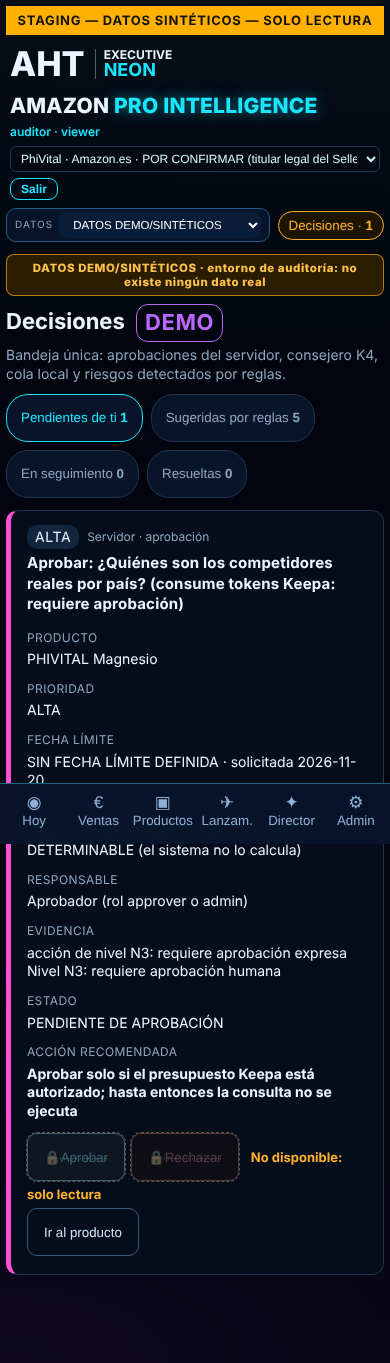 STAGING — DATOS SINTÉTICOS — SOLO LECTURA
AHT
EXECUTIVE
NEON
AMAZON PRO INTELLIGENCE
auditor · viewer
PhiVital · Amazon.es · POR CONFIRMAR (titular legal del Selle
Salir
DATOS DATOS DEMO/SINTÉTICOS
Decisiones · 1
DATOS DEMO/SINTÉTICOS · entorno de auditoría: no
existe ningún dato real
Decisiones DEMO
Bandeja única: aprobaciones del servidor, consejero K4,
cola local y riesgos detectados por reglas.
Pendientes de ti 1
Sugeridas por reglas 5
En seguimiento 0
Resueltas 0
ALTA Servidor · aprobación
Aprobar: ¿Quiénes son los competidores
reales por país? (consume tokens Keepa:
requiere aprobación)
PRODUCTO
PHIVITAL Magnesio
PRIORIDAD
ALTA
FECHA LÍMITE
SIN FECHA LÍMITE DEFINIDA · solicitada 2026-11-
20
Hoy
Ventas
Productos
Lanzam.
Director
Admin
DETERMINABLE (el sistema no lo calcula)
RESPONSABLE
Aprobador (rol approver o admin)
EVIDENCIA
acción de nivel N3: requiere aprobación expresa
Nivel N3: requiere aprobación humana
ESTADO
PENDIENTE DE APROBACIÓN
ACCIÓN RECOMENDADA
Aprobar solo si el presupuesto Keepa está
autorizado; hasta entonces la consulta no se
ejecuta
Aprobar
Rechazar
No disponible:
solo lectura
Ir al producto